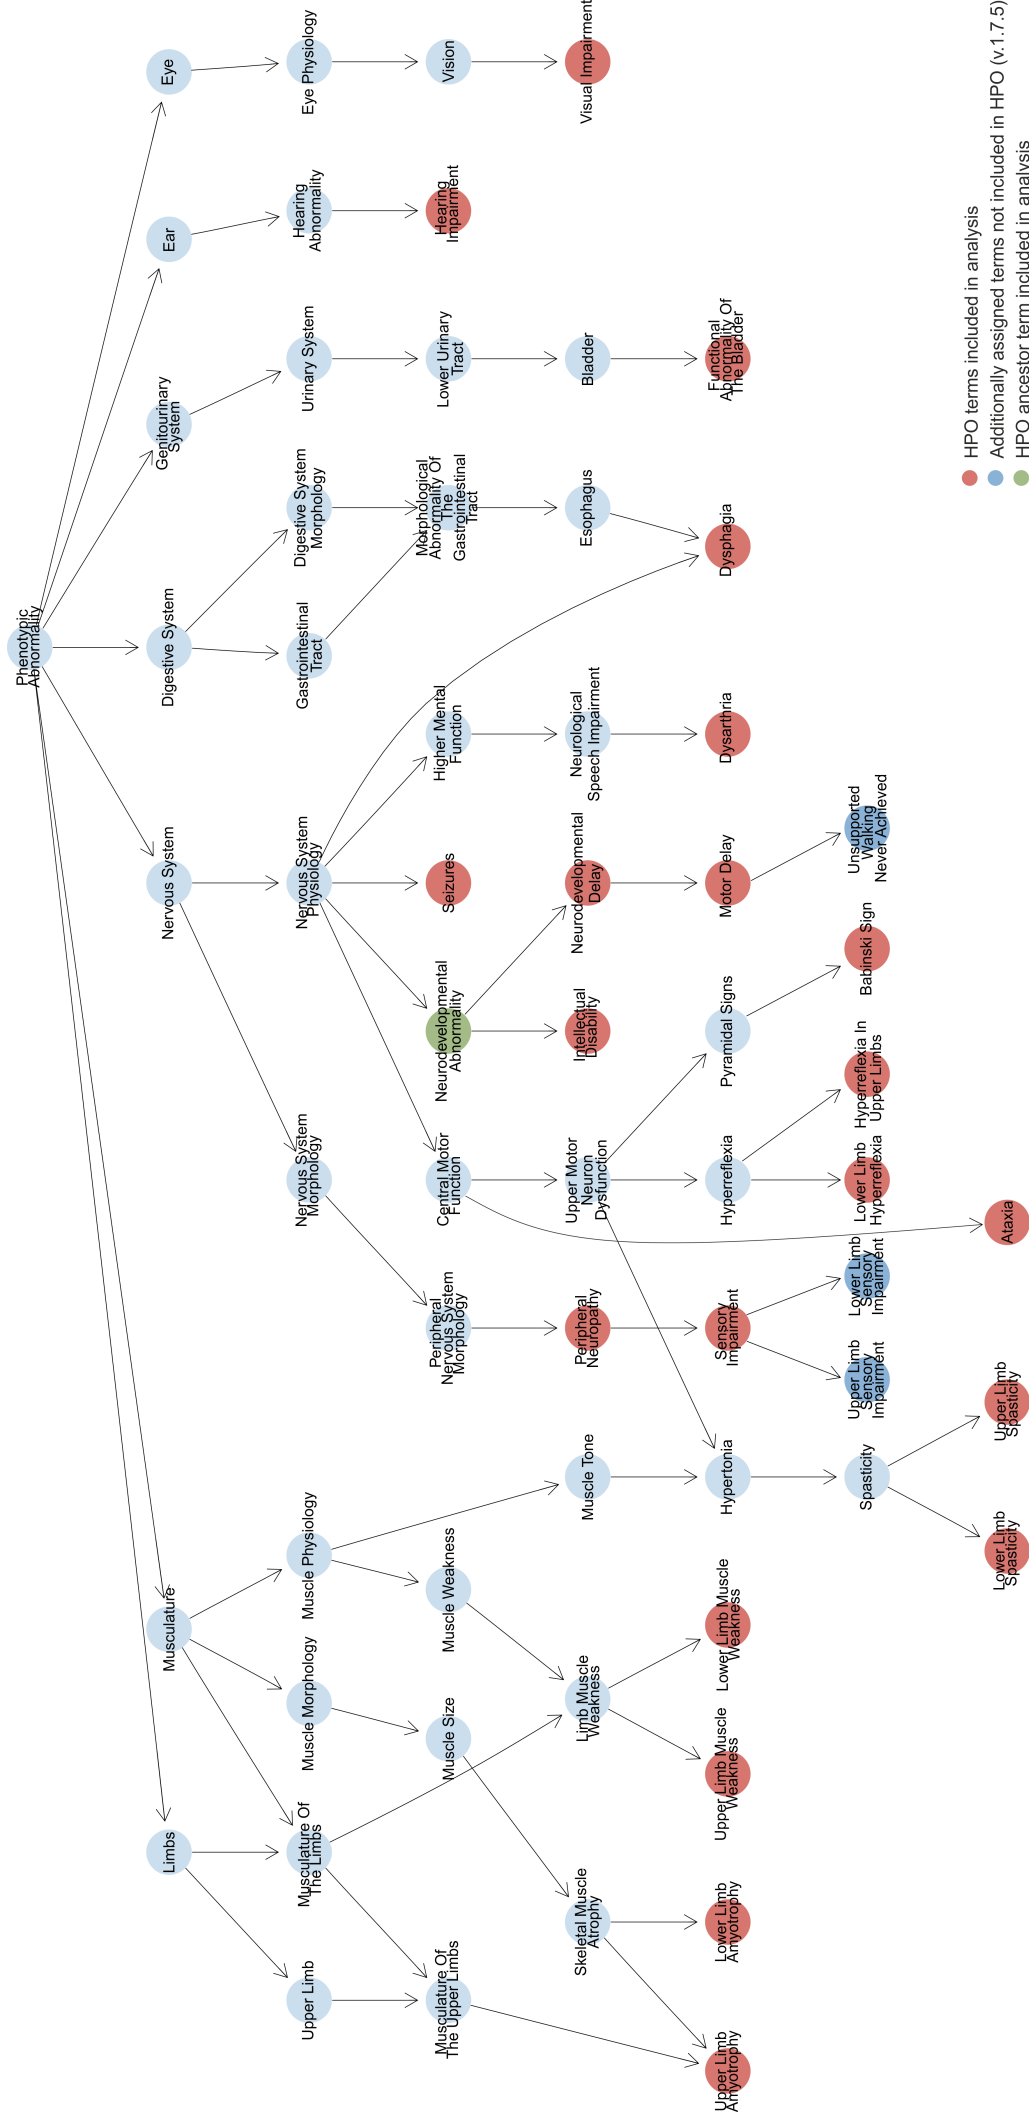 Phenotypic
Abnormality
Limbs
Musculature
Nervous System
Digestive System
Genitourinary
System
Ear
Eye
Upper Limb
Musculature Of
The Limbs
Muscle Morphology
Muscle Physiology
Nervous System
Morphology
Nervous System
Physiology
Gastrointestinal
Tract
Digestive System
Morphology
Urinary System
Hearing
Abnormality
Eye Physiology
Musculature Of
The Upper Limbs
Muscle Size
Muscle Weakness
Peripheral
Nervous System
Morphology
Central Motor
Function
Neurodevelopmental
Abnormality
Seizures
Higher Mental
Function
Morphological
Abnormality Of
The
Gastrointestinal
Tract
Lower Urinary
Tract
Hearing
Impairment
Vision
Skeletal Muscle
Atrophy
Limb Muscle
Weakness
Muscle Tone
Peripheral
Neuropathy
Upper Motor
Neuron
Dysfunction
Intellectual
Disability
Neurodevelopmental
Delay
Neurological
Speech Impairment
Esophagus
Bladder
Visual Impairment
Upper Limb
Amyotrophy
Lower Limb
Amyotrophy
Upper Limb Muscle
Weakness
Lower Limb Muscle
Weakness
Hypertonia
Sensory
Impairment
Hyperreflexia
Pyramidal Signs
Motor Delay
Dysarthria
Dysphagia
Functional
Abnormality Of
The Bladder
Spasticity
Upper Limb
Sensory
Impairment
Lower Limb
Sensory
Impairment
Lower Limb
Hyperreflexia
Hyperreflexia In
Upper Limbs
Babinski Sign
Unsupported
Walking
Never Achieved
Lower Limb
Spasticity
Upper Limb
Spasticity
Ataxia
HPO terms included in analysis
Additionally assigned terms not included in HPO (v.1.7.5)
HPO ancestor term included in analysis